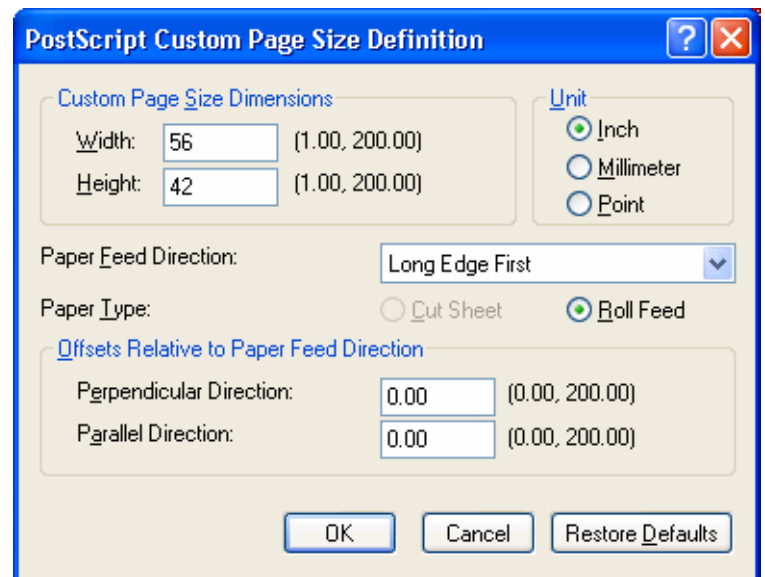 PostScript Custom Page Size Definition
Custom Page Size Dimensions
Width: 56 (1.00, 200.00)
Height: 42 (1.00, 200.00)
Unit
Inch
Millimeter
Point
Paper Feed Direction: Long Edge First
Paper Type: Cut Sheet Roll Feed
Offsets Relative to Paper Feed Direction
Perpendicular Direction: 0.00 (0.00, 200.00)
Parallel Direction: 0.00 (0.00, 200.00)
OK Cancel Restore Defaults